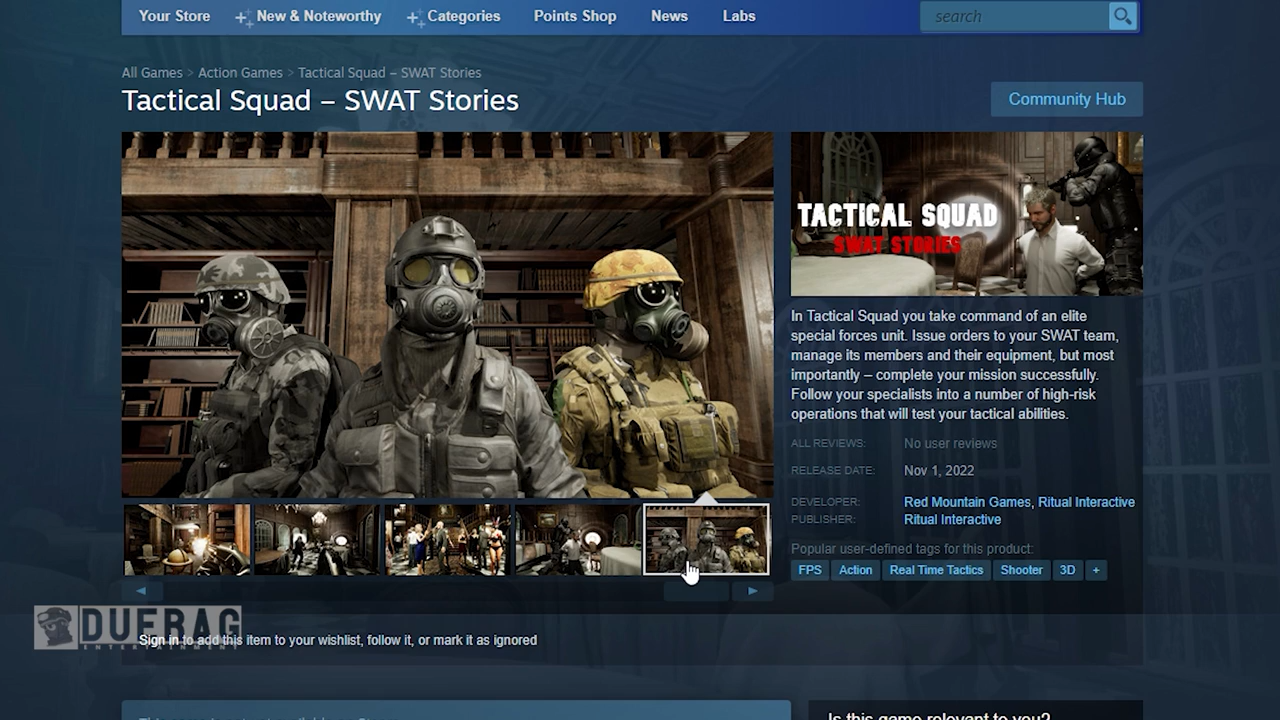 Your Store
New & Noteworthy
Categories
Points Shop
News
Labs
search
All Games > Action Games > Tactical Squad – SWAT Stories
Tactical Squad – SWAT Stories
Community Hub
TACTICAL SQUAD
SWAT STORIES
In Tactical Squad you take command of an elite
special forces unit. Issue orders to your SWAT team,
manage its members and their equipment, but most
importantly – complete your mission successfully.
Follow your specialists into a number of high-risk
operations that will test your tactical abilities.
ALL REVIEWS: No user reviews
RELEASE DATE: Nov 1, 2022
DEVELOPER: Red Mountain Games, Ritual Interactive
PUBLISHER: Ritual Interactive
Popular user-defined tags for this product:
FPS Action Real Time Tactics Shooter 3D +
DUFRAG
ENTERTAINMENT
Sign in to add this item to your wishlist, follow it, or mark it as ignored
Is this game relevant to you?